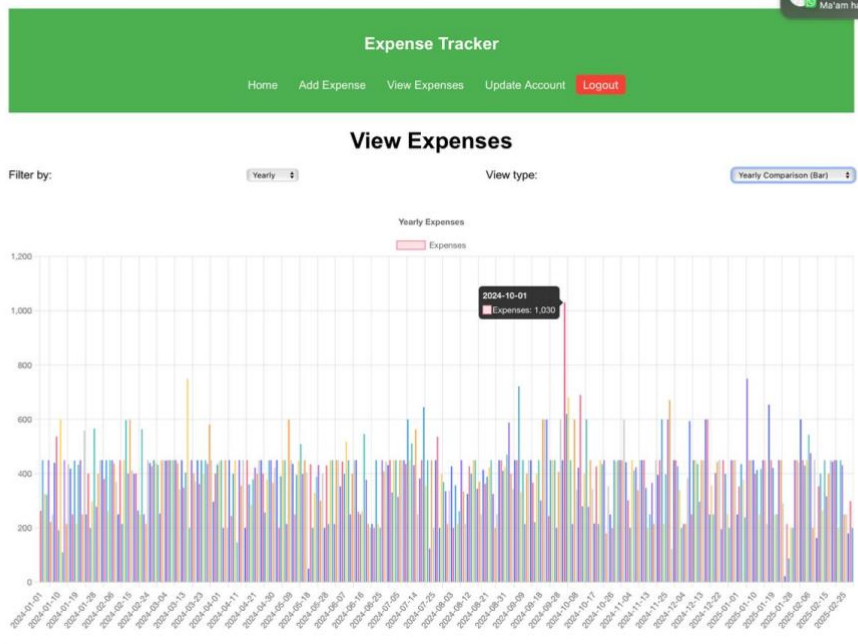 Ma'am ha
Expense Tracker
Home Add Expense View Expenses Update Account Logout
View Expenses
Filter by: Yearly View type: Yearly Comparison (Bar)
Yearly Expenses
Expenses
1,200
1,000
800
600
400
200
0
2024-10-01
Expenses: 1,030
2024-01-01 2024-01-10 2024-01-19 2024-01-28 2024-02-06 2024-02-15 2024-02-24 2024-03-04 2024-03-13 2024-03-23 2024-04-01 2024-04-11 2024-04-21 2024-04-30 2024-05-09 2024-05-18 2024-05-28 2024-06-07 2024-06-16 2024-06-25 2024-07-05 2024-07-14 2024-07-25 2024-08-03 2024-08-12 2024-08-21 2024-08-31 2024-09-09 2024-09-19 2024-09-28 2024-10-08 2024-10-17 2024-10-26 2024-11-04 2024-11-13 2024-11-25 2024-12-04 2024-12-13 2024-12-22 2025-01-01 2025-01-10 2025-01-19 2025-01-28 2025-02-06 2025-02-15 2025-02-25